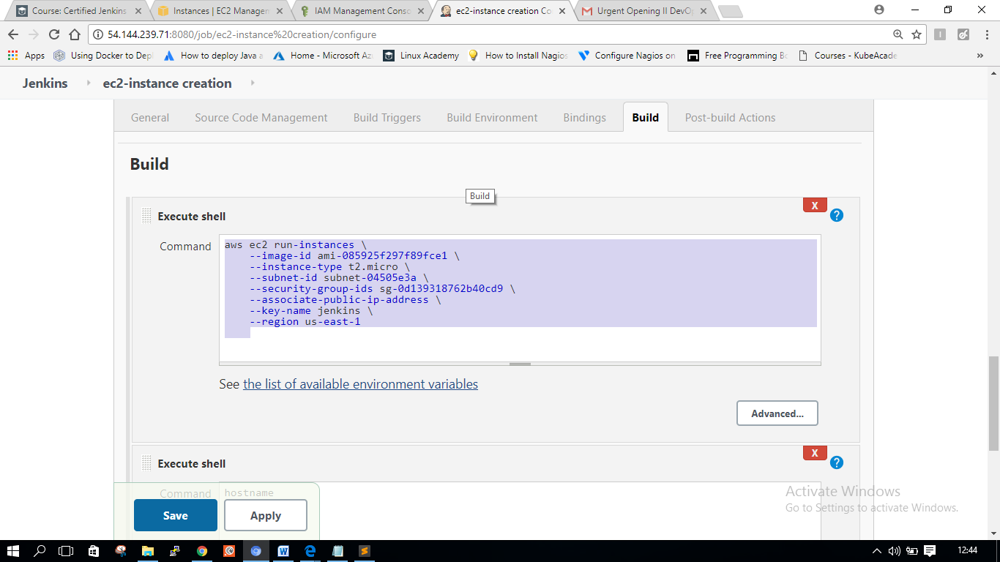 Course: Certified Jenkins
Instances | EC2 Managen
IAM Management Conso
ec2-instance creation Co
Urgent Opening II DevO
54.144.239.71:8080/job/ec2-instance%20creation/configure
Apps
Using Docker to Depl
How to deploy Java a
Home - Microsoft Az
Linux Academy
How to Install Nagios
Configure Nagios on
Free Programming Bo
Courses - KubeAcade
»
Jenkins
ec2-instance creation
General
Source Code Management
Build Triggers
Build Environment
Bindings
Build
Post-build Actions
Build
Build
Execute shell
X
?
Command
aws ec2 run-instances \
--image-id ami-085925f297f89fce1 \
--instance-type t2.micro \
--subnet-id subnet-04505e3a \
--security-group-ids sg-0d139318762b40cd9 \
--associate-public-ip-address \
--key-name jenkins \
--region us-east-1
See the list of available environment variables
Advanced...
Execute shell
X
?
Command
hostname
Save
Apply
Activate Windows
Go to Settings to activate Windows.
12:44